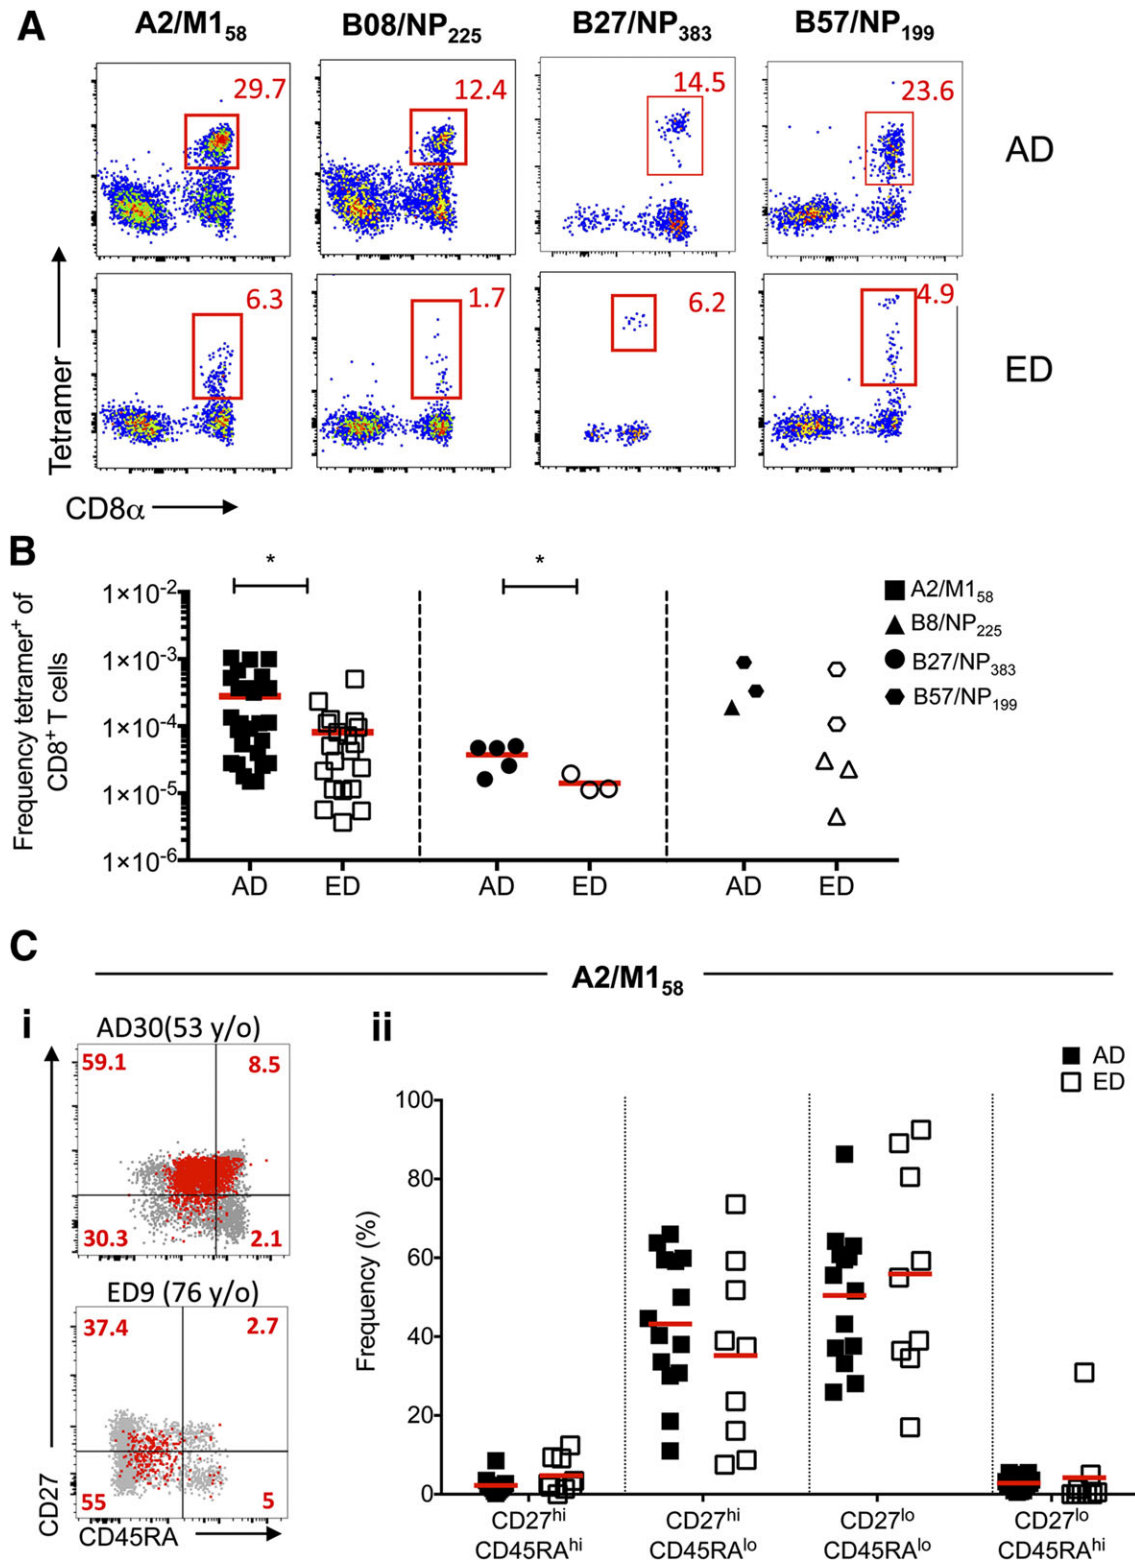 A
A2/M1₅₈ B08/NP₂₂₅ B27/NP₃₈₃ B57/NP₁₉₉
29.7 12.4 14.5 23.6
AD
6.3 1.7 6.2 4.9
ED
Tetramer
CD8α
B
Frequency tetramer⁺ of
CD8⁺ T cells
* *
1×10⁻²
1×10⁻³
1×10⁻⁴
1×10⁻⁵
1×10⁻⁶
AD ED AD ED AD ED
A2/M1₅₈
B8/NP₂₂₅
B27/NP₃₈₃
B57/NP₁₉₉
C
A2/M1₅₈
i
AD30(53 y/o)
59.1 8.5
30.3 2.1
ED9 (76 y/o)
37.4 2.7
55 5
CD27
CD45RA
ii
AD
ED
Frequency (%)
100
80
60
40
20
0
CD27ʰⁱ CD27ʰⁱ CD27ˡᵒ CD27ˡᵒ
CD45RAʰⁱ CD45RAˡᵒ CD45RAˡᵒ CD45RAʰⁱ